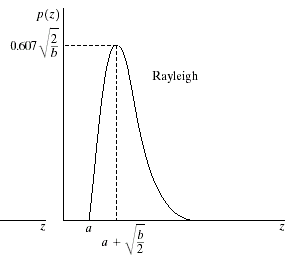 p(z)
0.607 √(2/b)
Rayleigh
z
a
z
a + √(b/2)